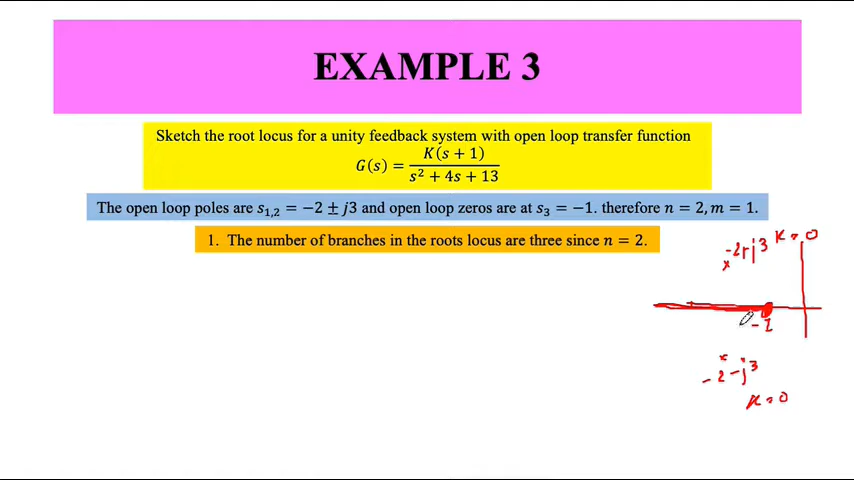 EXAMPLE 3
Sketch the root locus for a unity feedback system with open loop transfer function
G(s) = K(s + 1) / s² + 4s + 13
The open loop poles are s₁,₂ = −2 ± j3 and open loop zeros are at s₃ = −1. therefore n = 2, m = 1.
1. The number of branches in the roots locus are three since n = 2.
-2+j3 K=0
-1
-2-j3
K=0